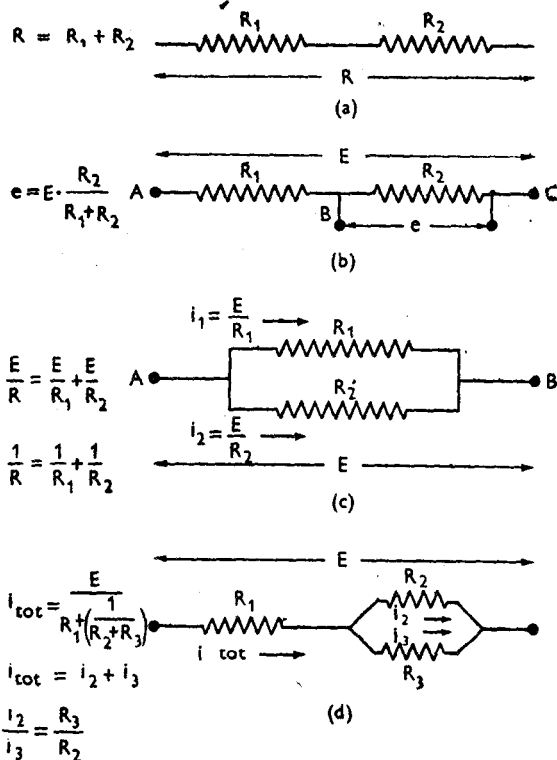 R = R₁ + R₂ R₁ R₂
R
(a)
E
e = E · R₂ / R₁+R₂ A R₁ B R₂ C
e
(b)
i₁ = E/R₁ R₁
E/R = E/R₁ + E/R₂ A R₂ B
i₂ = E/R₂
1/R = 1/R₁ + 1/R₂ E
(c)
E
i tot = E / R₁+(1/R₂+R₃) R₁ R₂
i₂
i₃
i tot R₃
i tot = i₂ + i₃
i₂/i₃ = R₃/R₂
(d)